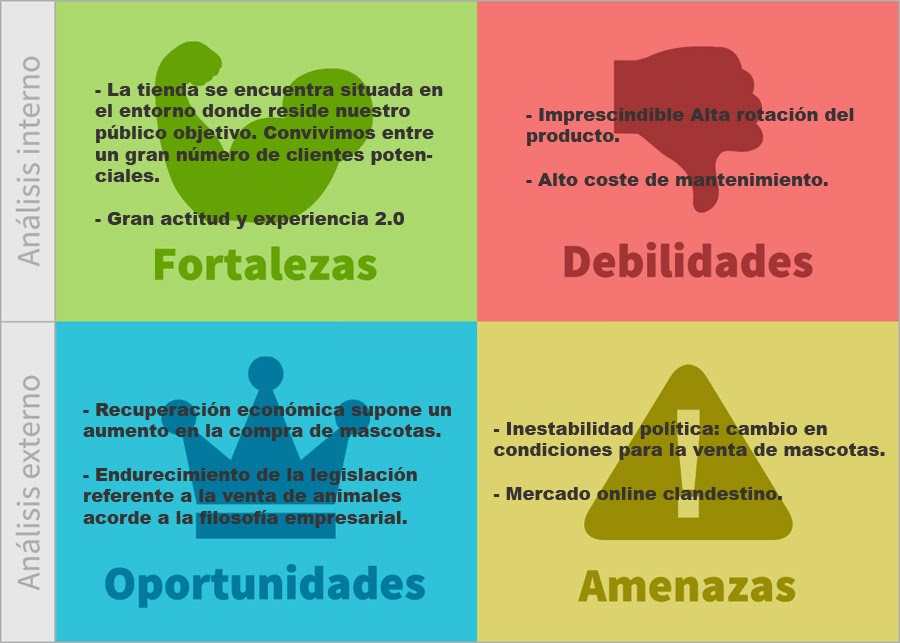 Análisis interno
- La tienda se encuentra situada en
el entorno donde reside nuestro
público objetivo. Convivimos entre
un gran número de clientes poten-
ciales.
- Gran actitud y experiencia 2.0
Fortalezas
- Imprescindible Alta rotación del
producto.
- Alto coste de mantenimiento.
Debilidades
Análisis externo
- Recuperación económica supone un
aumento en la compra de mascotas.
- Endurecimiento de la legislación
referente a la venta de animales
acorde a la filosofía empresarial.
Oportunidades
- Inestabilidad política: cambio en
condiciones para la venta de mascotas.
- Mercado online clandestino.
Amenazas